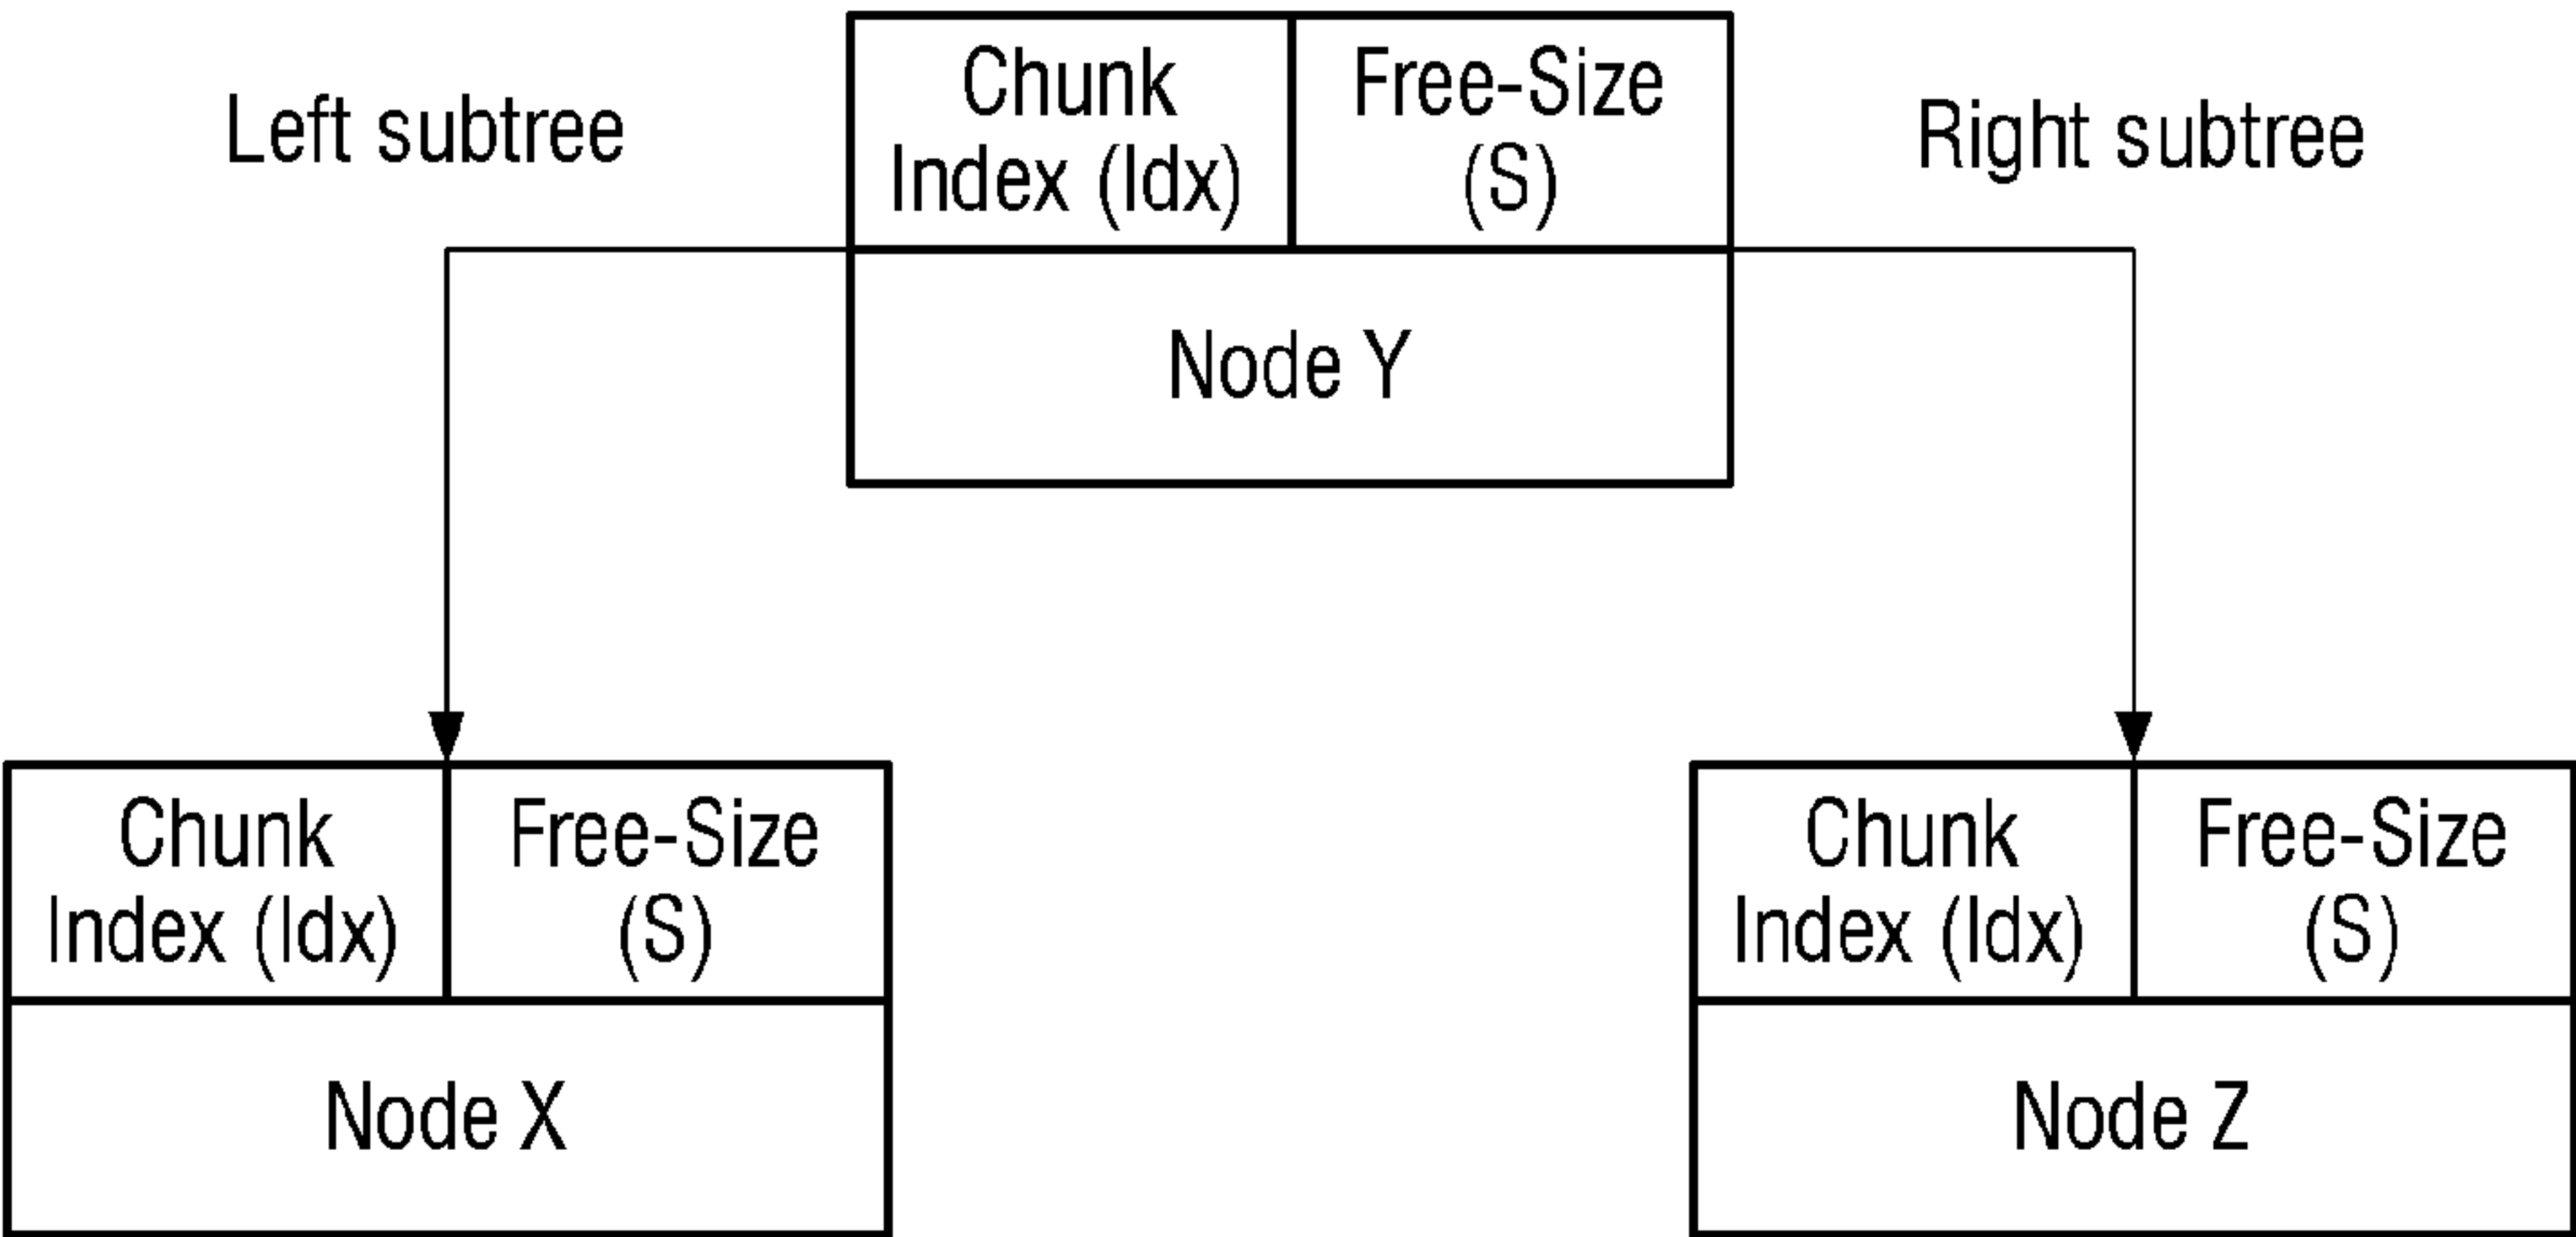 Left subtree
Chunk
Index (Idx)
Free-Size
(S)
Right subtree
Node Y
Chunk
Index (Idx)
Free-Size
(S)
Node X
Chunk
Index (Idx)
Free-Size
(S)
Node Z